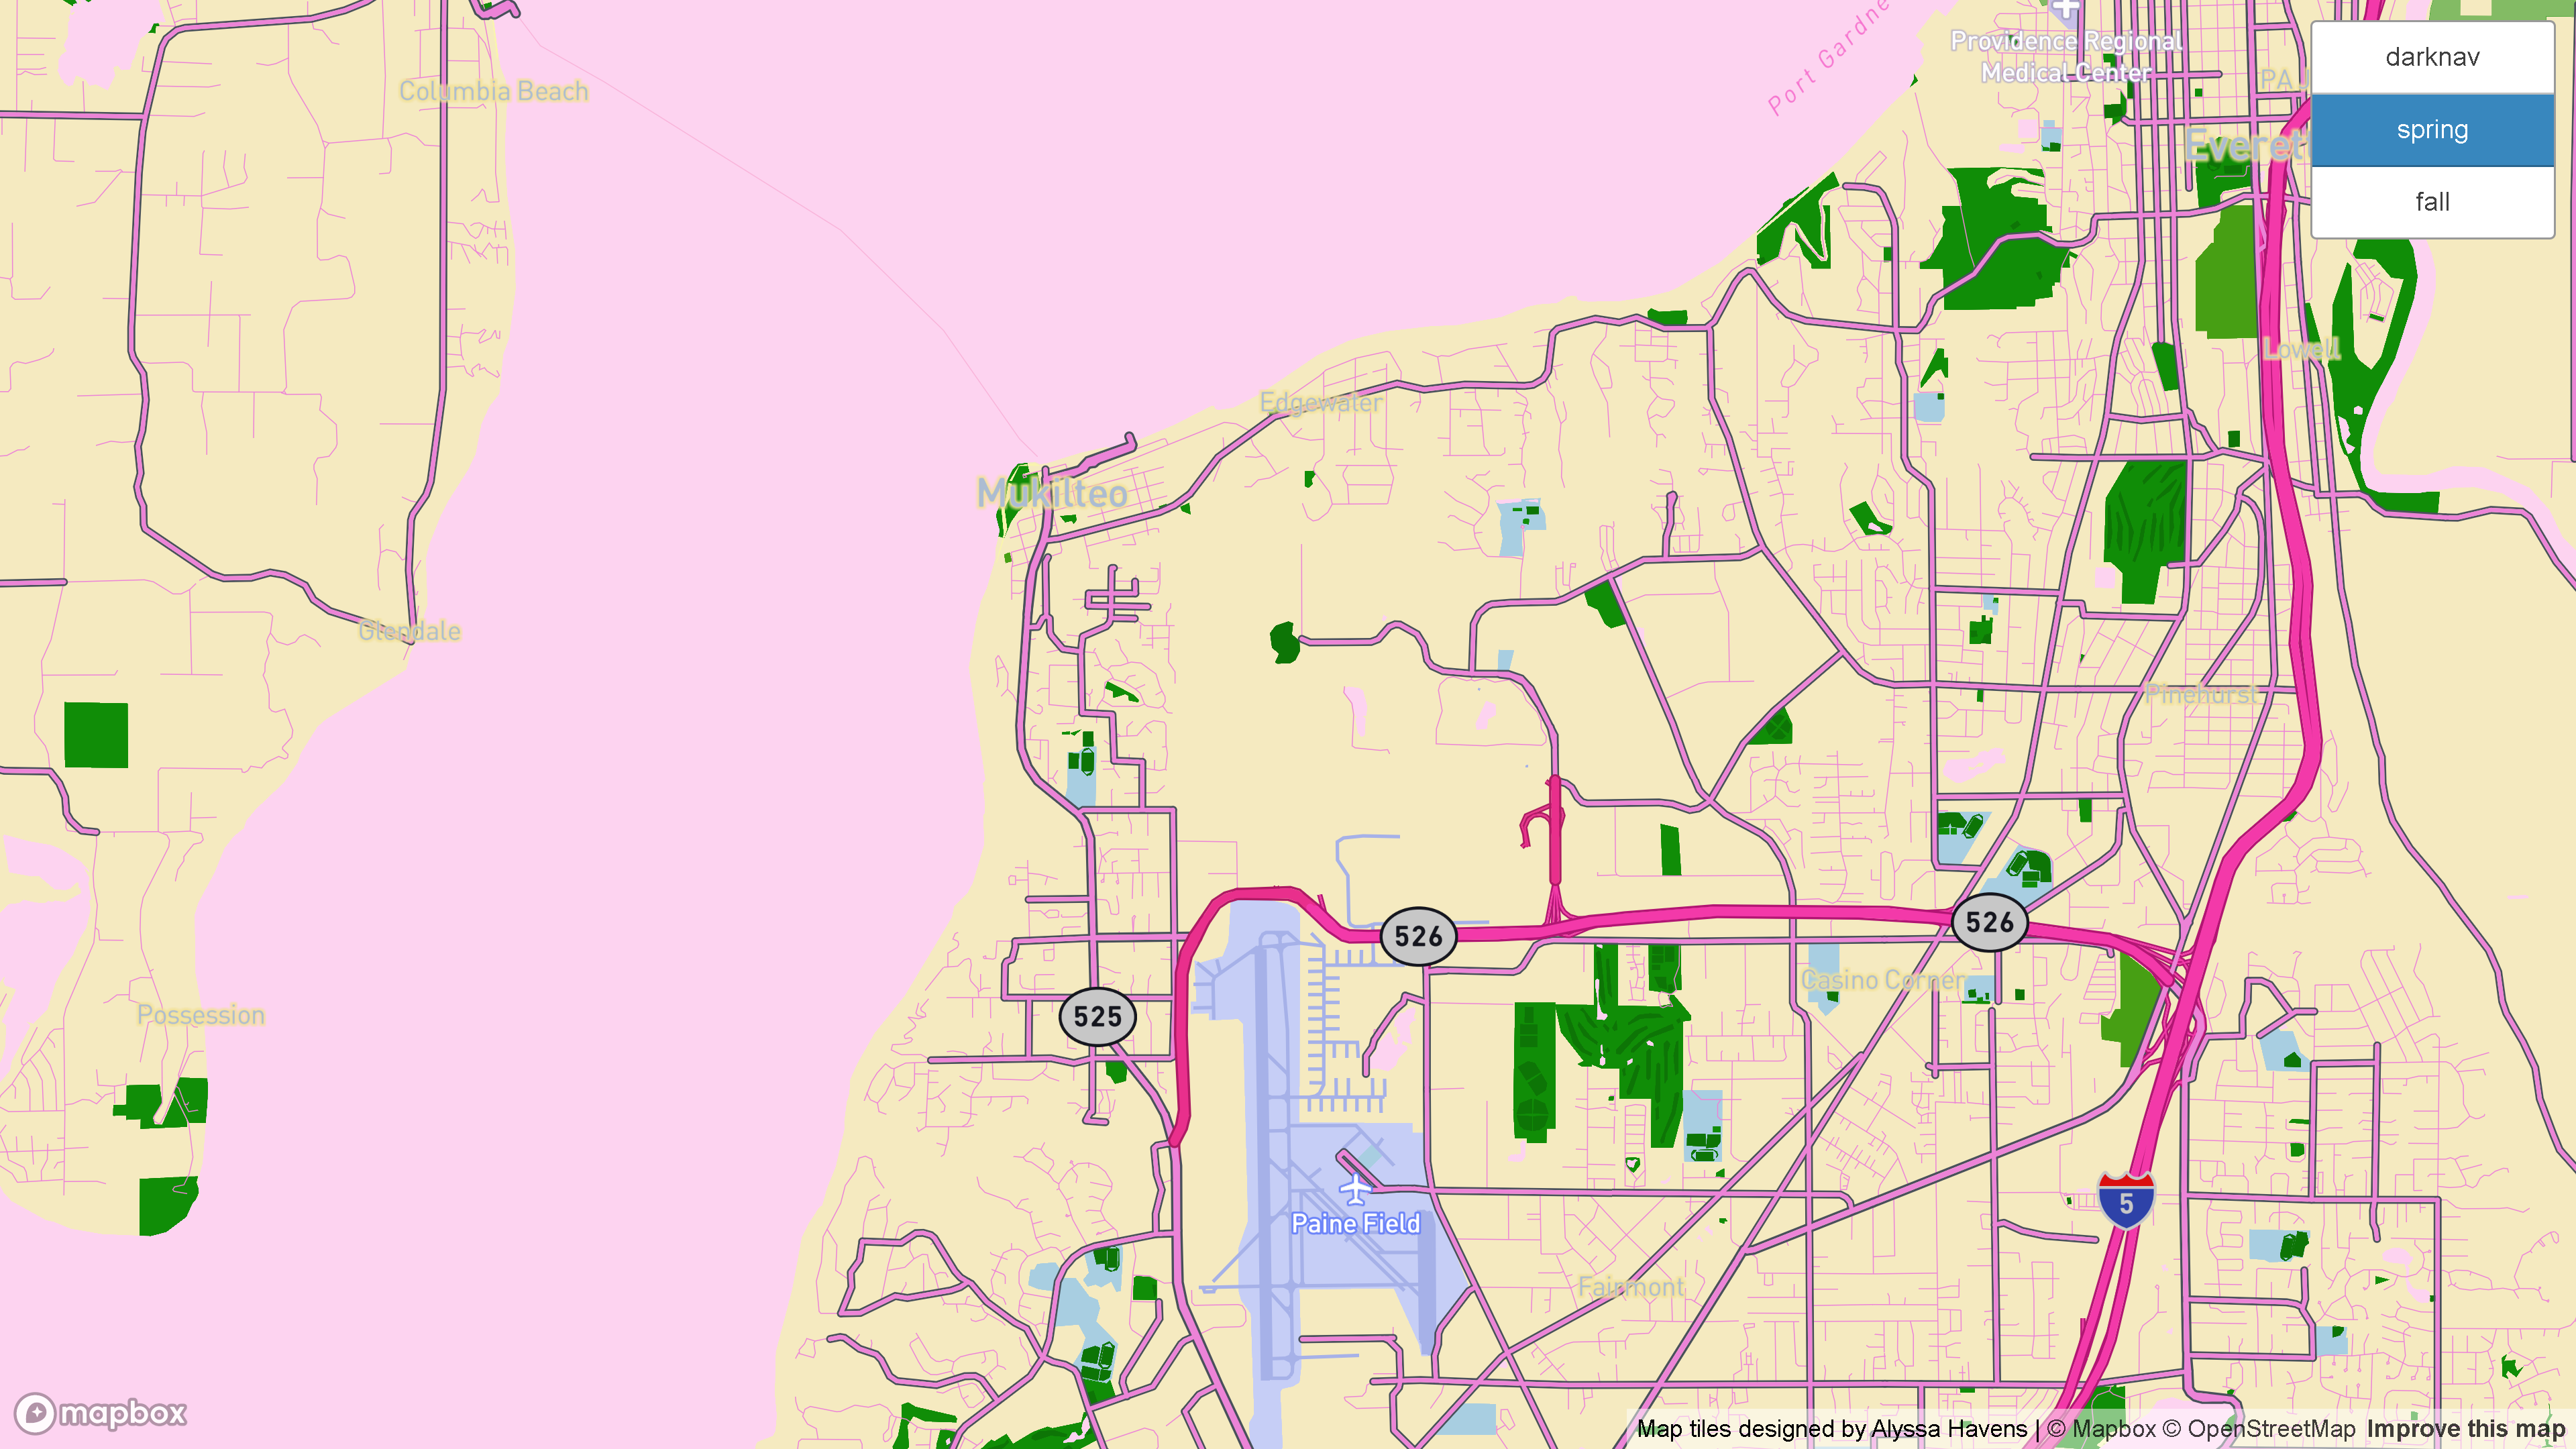 Port Gardne
Providence Regional
Medical Center
darknav
Columbia Beach
PA J
spring
Everett
fall
Lowell
Edgewater
Mukilteo
Glendale
Pinehurst
526
526
Casino Corner
525
Possession
5
Paine Field
Fairmont
mapbox
Map tiles designed by Alyssa Havens | © Mapbox © OpenStreetMap Improve this map